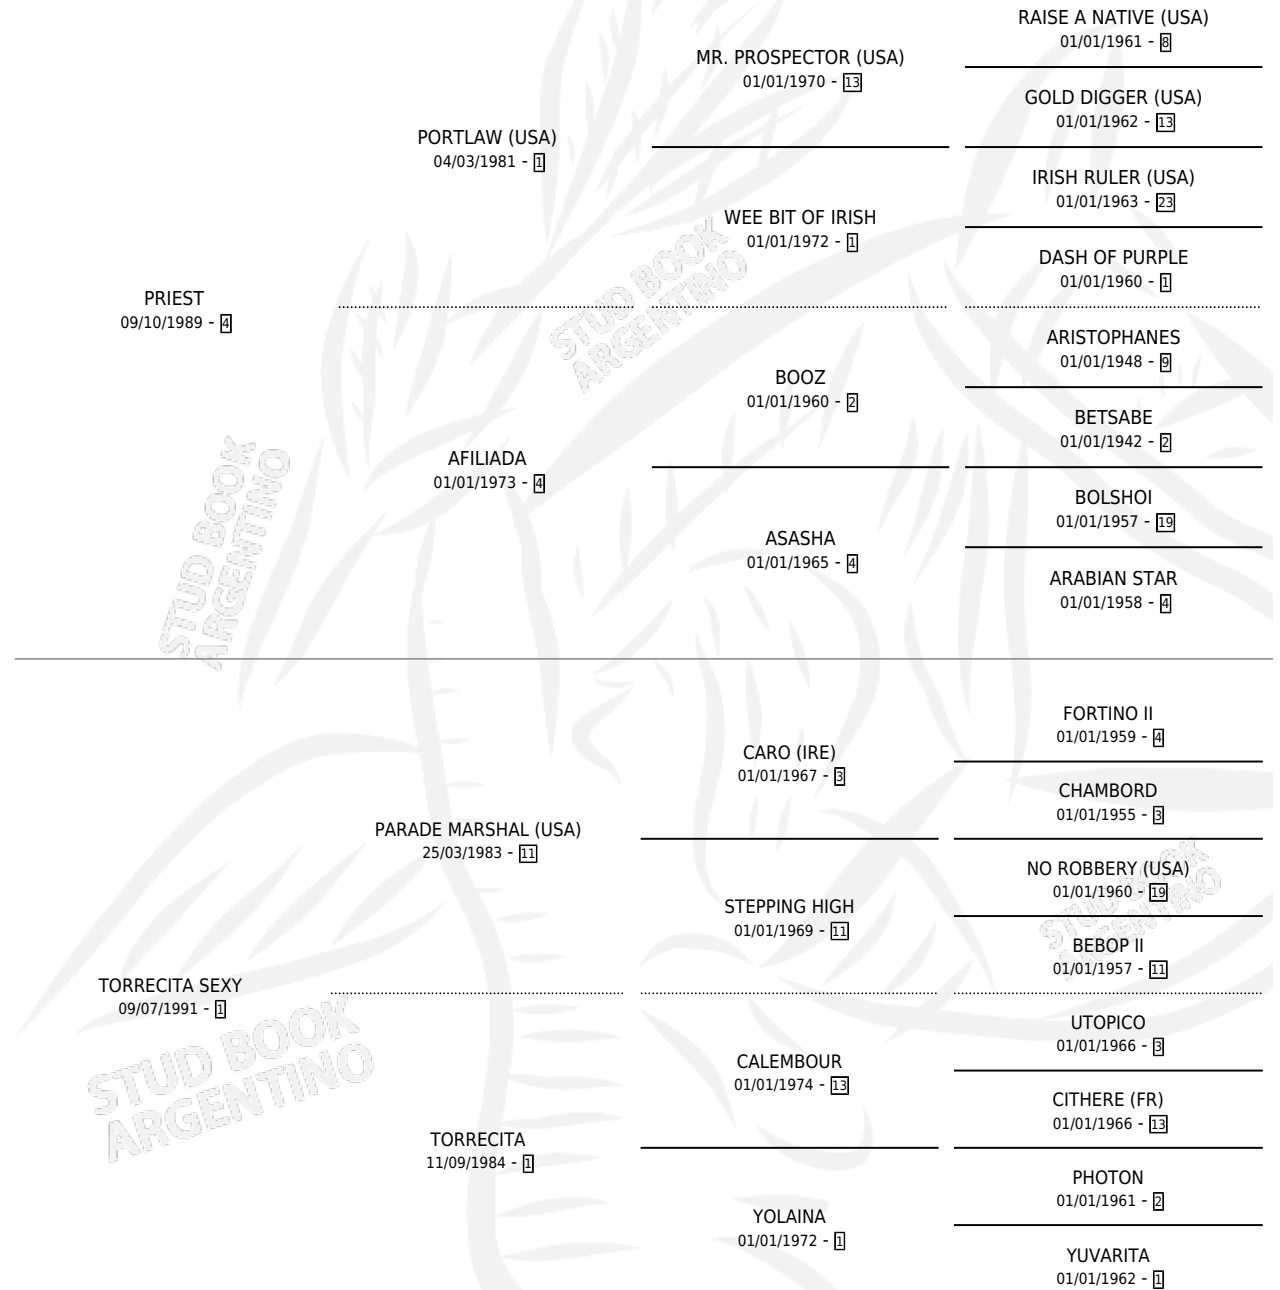 RAISE A NATIVE (USA)
01/01/1961 - 8
MR. PROSPECTOR (USA)
01/01/1970 - 13
GOLD DIGGER (USA)
01/01/1962 - 13
PORTLAW (USA)
04/03/1981 - 1
IRISH RULER (USA)
01/01/1963 - 23
WEE BIT OF IRISH
01/01/1972 - 1
DASH OF PURPLE
01/01/1960 - 1
PRIEST
09/10/1989 - 4
STUD BOOK
ARGENTINO
ARISTOPHANES
01/01/1948 - 9
BOOZ
01/01/1960 - 2
BETSABE
01/01/1942 - 2
AFILIADA
01/01/1973 - 4
BOLSHOI
01/01/1957 - 19
ASASHA
01/01/1965 - 4
ARABIAN STAR
01/01/1958 - 4
STUD BOOK
ARGENTINO
FORTINO II
01/01/1959 - 4
CARO (IRE)
01/01/1967 - 3
CHAMBORD
01/01/1955 - 3
PARADE MARSHAL (USA)
25/03/1983 - 11
NO ROBBERY (USA)
01/01/1960 - 19
STEPPING HIGH
01/01/1969 - 11
STUD BOOK
ARGENTINO
BEBOP II
01/01/1957 - 11
TORRECITA SEXY
09/07/1991 - 1
STUD BOOK
ARGENTINO
UTOPICO
01/01/1966 - 3
CALEMBOUR
01/01/1974 - 13
CITHERE (FR)
01/01/1966 - 13
TORRECITA
11/09/1984 - 1
PHOTON
01/01/1961 - 2
YOLAINA
01/01/1972 - 1
YUVARITA
01/01/1962 - 1